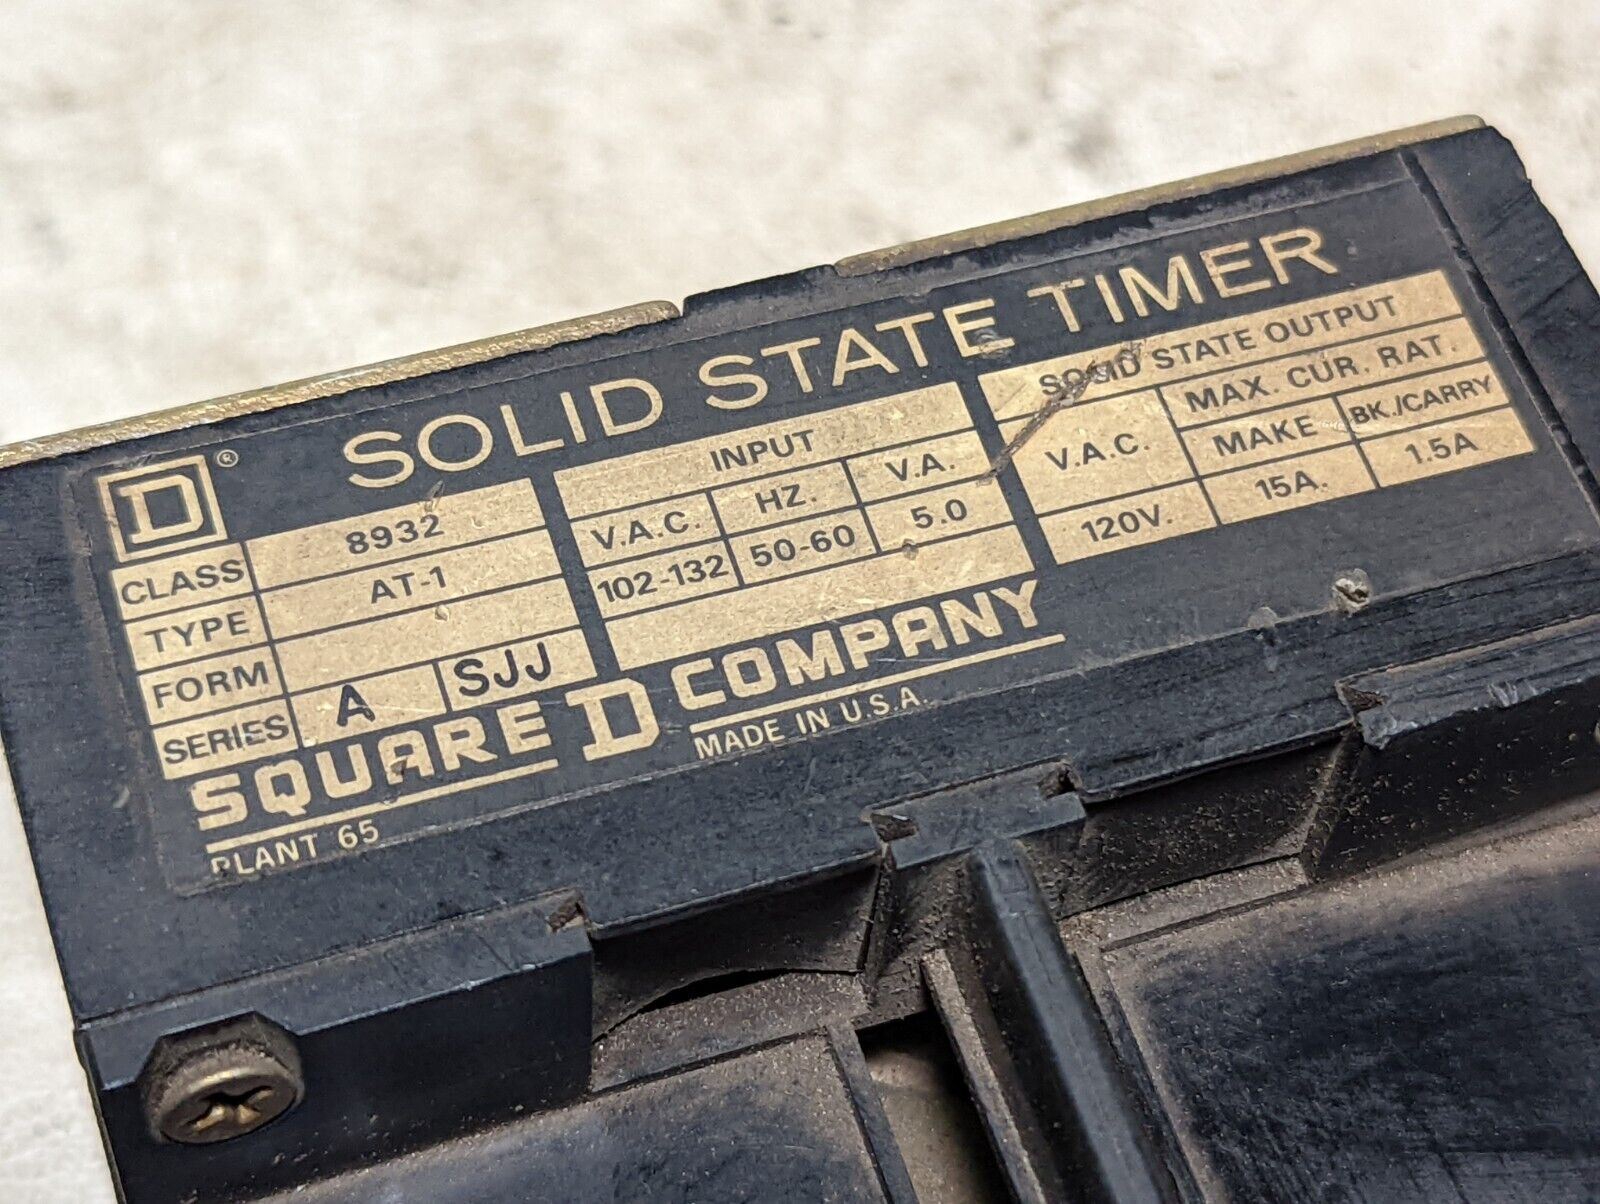 D ®
SOLID STATE TIMER
CLASS 8932
TYPE AT-1
FORM
SERIES A SJJ
INPUT
V.A.C. HZ. V.A.
102-132 50-60 5.0
SOLID STATE OUTPUT
V.A.C. MAX. CUR. RAT.
MAKE BK./CARRY
120V. 15A. 1.5A
SQUARE D COMPANY
PLANT 65 MADE IN U.S.A.